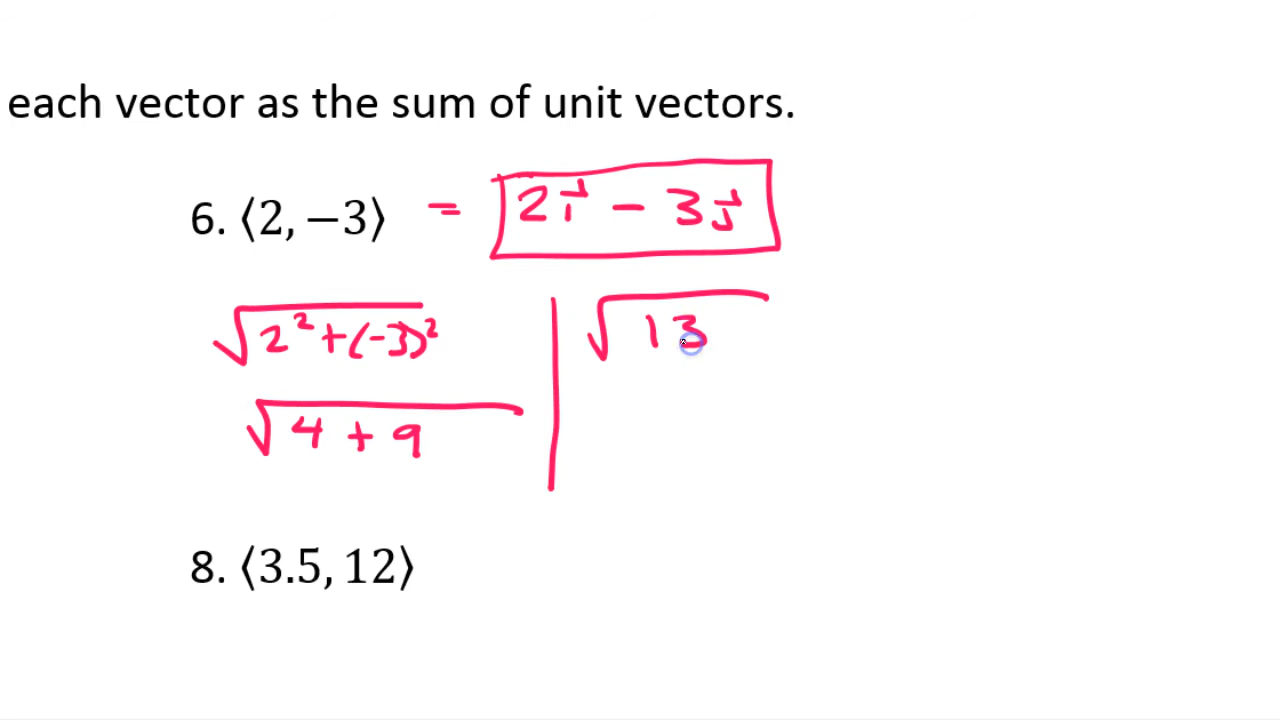 each vector as the sum of unit vectors.
6. ⟨2, −3⟩ = 2i⃗ − 3j⃗
√(2² + (−3)²)
√(4 + 9)
√13
8. ⟨3.5, 12⟩